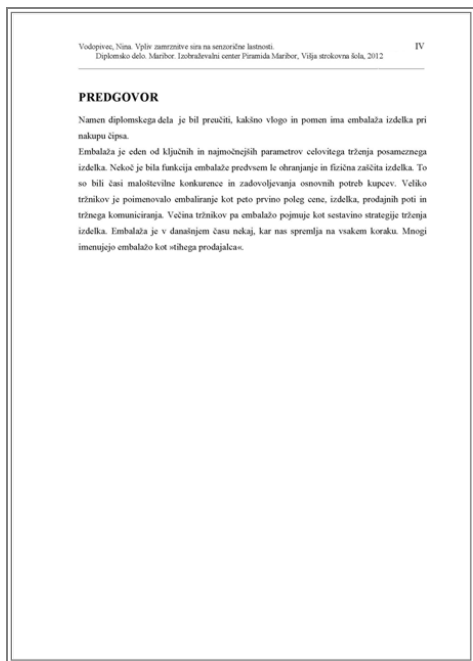 Vodopivec, Nina. Vpliv zamrznitve sira na senzorične lastnosti. IV
Diplomsko delo. Maribor. Izobraževalni center Piramida Maribor, Višja strokovna šola, 2012
PREDGOVOR
Namen diplomskega dela je bil preučiti, kakšno vlogo in pomen ima embalaža izdelka pri
nakupu čipsa.
Embalaža je eden od ključnih in najmočnejših parametrov celovitega trženja posameznega
izdelka. Nekoč je bila funkcija embalaže predvsem le ohranjanje in fizična zaščita izdelka. To
so bili časi maloštevilne konkurence in zadovoljevanja osnovnih potreb kupcev. Veliko
tržnikov je poimenovalo embaliranje kot peto prvino poleg cene, izdelka, prodajnih poti in
tržnega komuniciranja. Večina tržnikov pa embalažo pojmuje kot sestavino strategije trženja
izdelka. Embalaža je v današnjem času nekaj, kar nas spremlja na vsakem koraku. Mnogi
imenujejo embalažo kot »tihega prodajalca«.